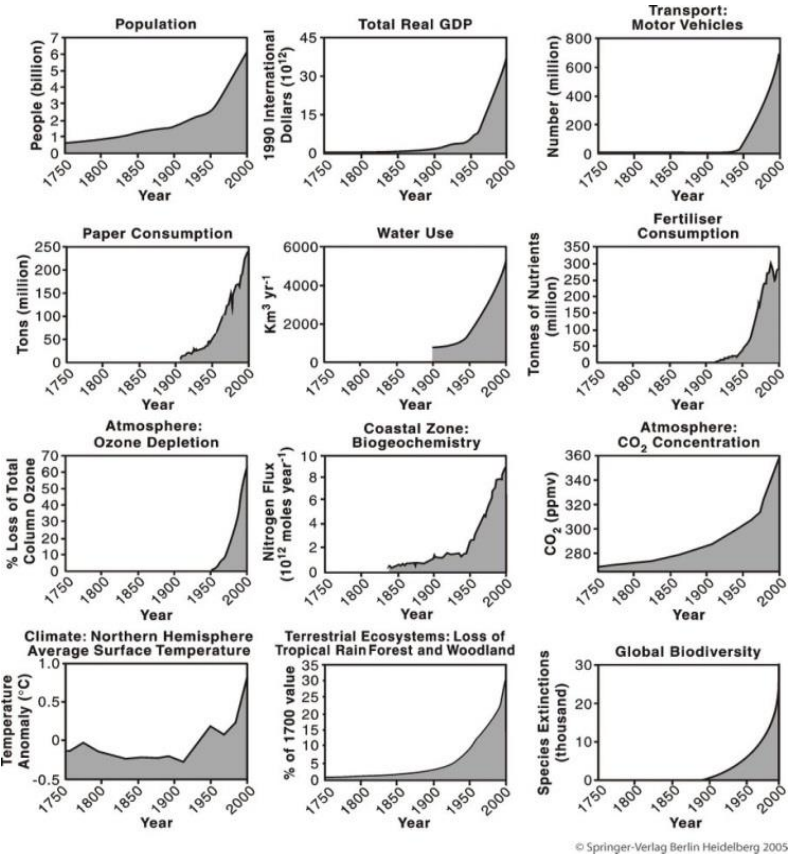 Population
People (billion)
7
6
5
4
3
2
1
0
1750
1800
1850
1900
1950
2000
Year
Total Real GDP
1990 International
Dollars (10¹²)
45
30
15
0
1750
1800
1850
1900
1950
2000
Year
Transport:
Motor Vehicles
Number (million)
800
600
400
200
0
1750
1800
1850
1900
1950
2000
Year
Paper Consumption
Tons (million)
250
200
150
100
50
0
1750
1800
1850
1900
1950
2000
Year
Water Use
Km³ yr⁻¹
6000
4000
2000
0
1750
1800
1850
1900
1950
2000
Year
Fertiliser
Consumption
Tonnes of Nutrients
(million)
350
300
250
200
150
100
50
0
1750
1800
1850
1900
1950
2000
Year
Atmosphere:
Ozone Depletion
% Loss of Total
Column Ozone
70
60
50
40
30
20
10
0
1750
1800
1850
1900
1950
2000
Year
Coastal Zone:
Biogeochemistry
Nitrogen Flux
(10¹² moles year⁻¹)
10
8
6
4
2
0
1750
1800
1850
1900
1950
2000
Year
Atmosphere:
CO₂ Concentration
CO₂ (ppmv)
360
340
320
300
280
1750
1800
1850
1900
1950
2000
Year
Climate: Northern Hemisphere
Average Surface Temperature
Temperature
Anomaly (°C)
1.0
0.5
0
-0.5
1750
1800
1850
1900
1950
2000
Year
Terrestrial Ecosystems: Loss of
Tropical Rain Forest and Woodland
% of 1700 value
35
30
25
20
15
10
5
0
1750
1800
1850
1900
1950
2000
Year
Global Biodiversity
Species Extinctions
(thousand)
30
20
10
0
1750
1800
1850
1900
1950
2000
Year
© Springer-Verlag Berlin Heidelberg 2005